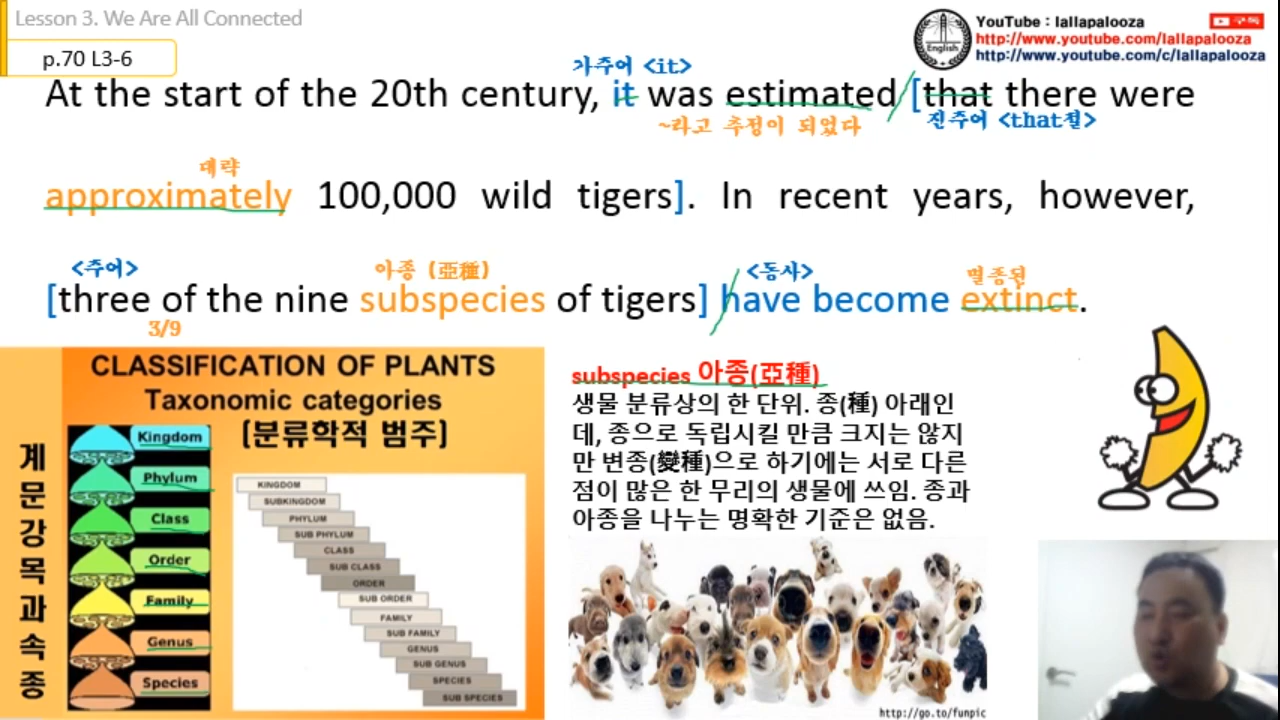 Lesson 3. We Are All Connected
p.70 L3-6
YouTube : lallapalooza
구독
http://www.youtube.com/lallapalooza
http://www.youtube.com/c/lallapalooza
English
가주어 <it>
At the start of the 20th century, it was estimated [that there were
~라고 추정이 되었다
진주어 <that절>
대략
approximately 100,000 wild tigers]. In recent years, however,
<주어>
아종 (亞種)
<동사>
멸종된
[three of the nine subspecies of tigers] have become extinct.
3/9
CLASSIFICATION OF PLANTS
Taxonomic categories
(분류학적 범주)
계문강목과속종
Kingdom
Phylum
Class
Order
Family
Genus
Species
KINGDOM
SUBKINGDOM
PHYLUM
SUB PHYLUM
CLASS
SUB CLASS
ORDER
SUB ORDER
FAMILY
SUB FAMILY
GENUS
SUB GENUS
SPECIES
SUB SPECIES
subspecies 아종(亞種)
생물 분류상의 한 단위. 종(種) 아래인
데, 종으로 독립시킬 만큼 크지는 않지
만 변종(變種)으로 하기에는 서로 다른
점이 많은 한 무리의 생물에 쓰임. 종과
아종을 나누는 명확한 기준은 없음.
http://go.to/funpic